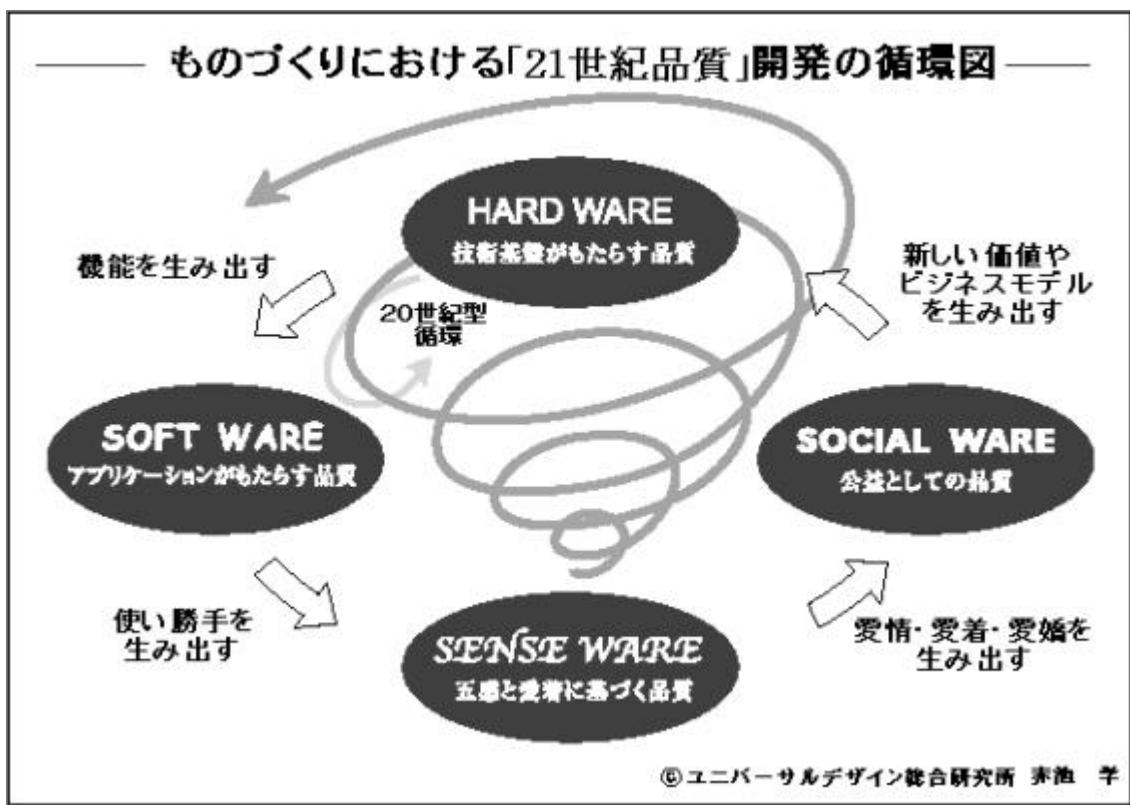 ものづくりにおける「21世紀品質」開発の循環図
HARD WARE
技術基盤がもたらす品質
機能を生み出す
新しい価値や
ビジネスモデル
を生み出す
20世紀型
循環
SOFT WARE
アプリケーションがもたらす品質
SOCIAL WARE
公益としての品質
使い勝手を
生み出す
SENSE WARE
五感と愛着に基づく品質
愛情・愛着・愛嬌を
生み出す
©ユニバーサルデザイン総合研究所 赤池 学